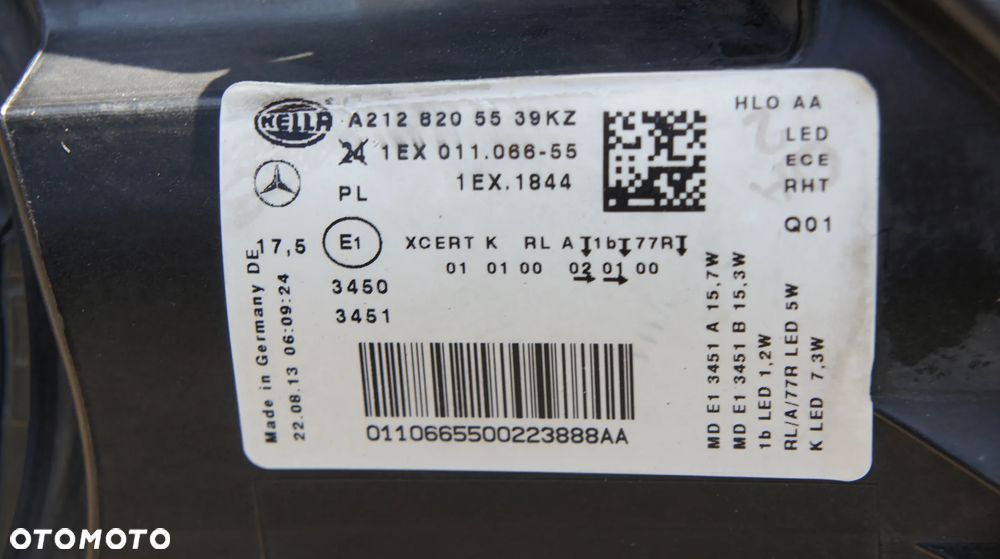 HELLA
A212 820 55 39KZ
24 1EX 011.066-55
1EX.1844
PL
HLO AA
LED
ECE
RHT
Q01
17,5
E1
XCERT K RL A 1b 77R
01 01 00 02 01 00
3450
3451
Made in Germany DE
22.08.13 06:09:24
0110665500223888AA
MD E1 3451 A 15,7W
MD E1 3451 B 15,3W
1b LED 1,2W
RL/A/77R LED 5W
K LED 7,3W
OTOMOTO